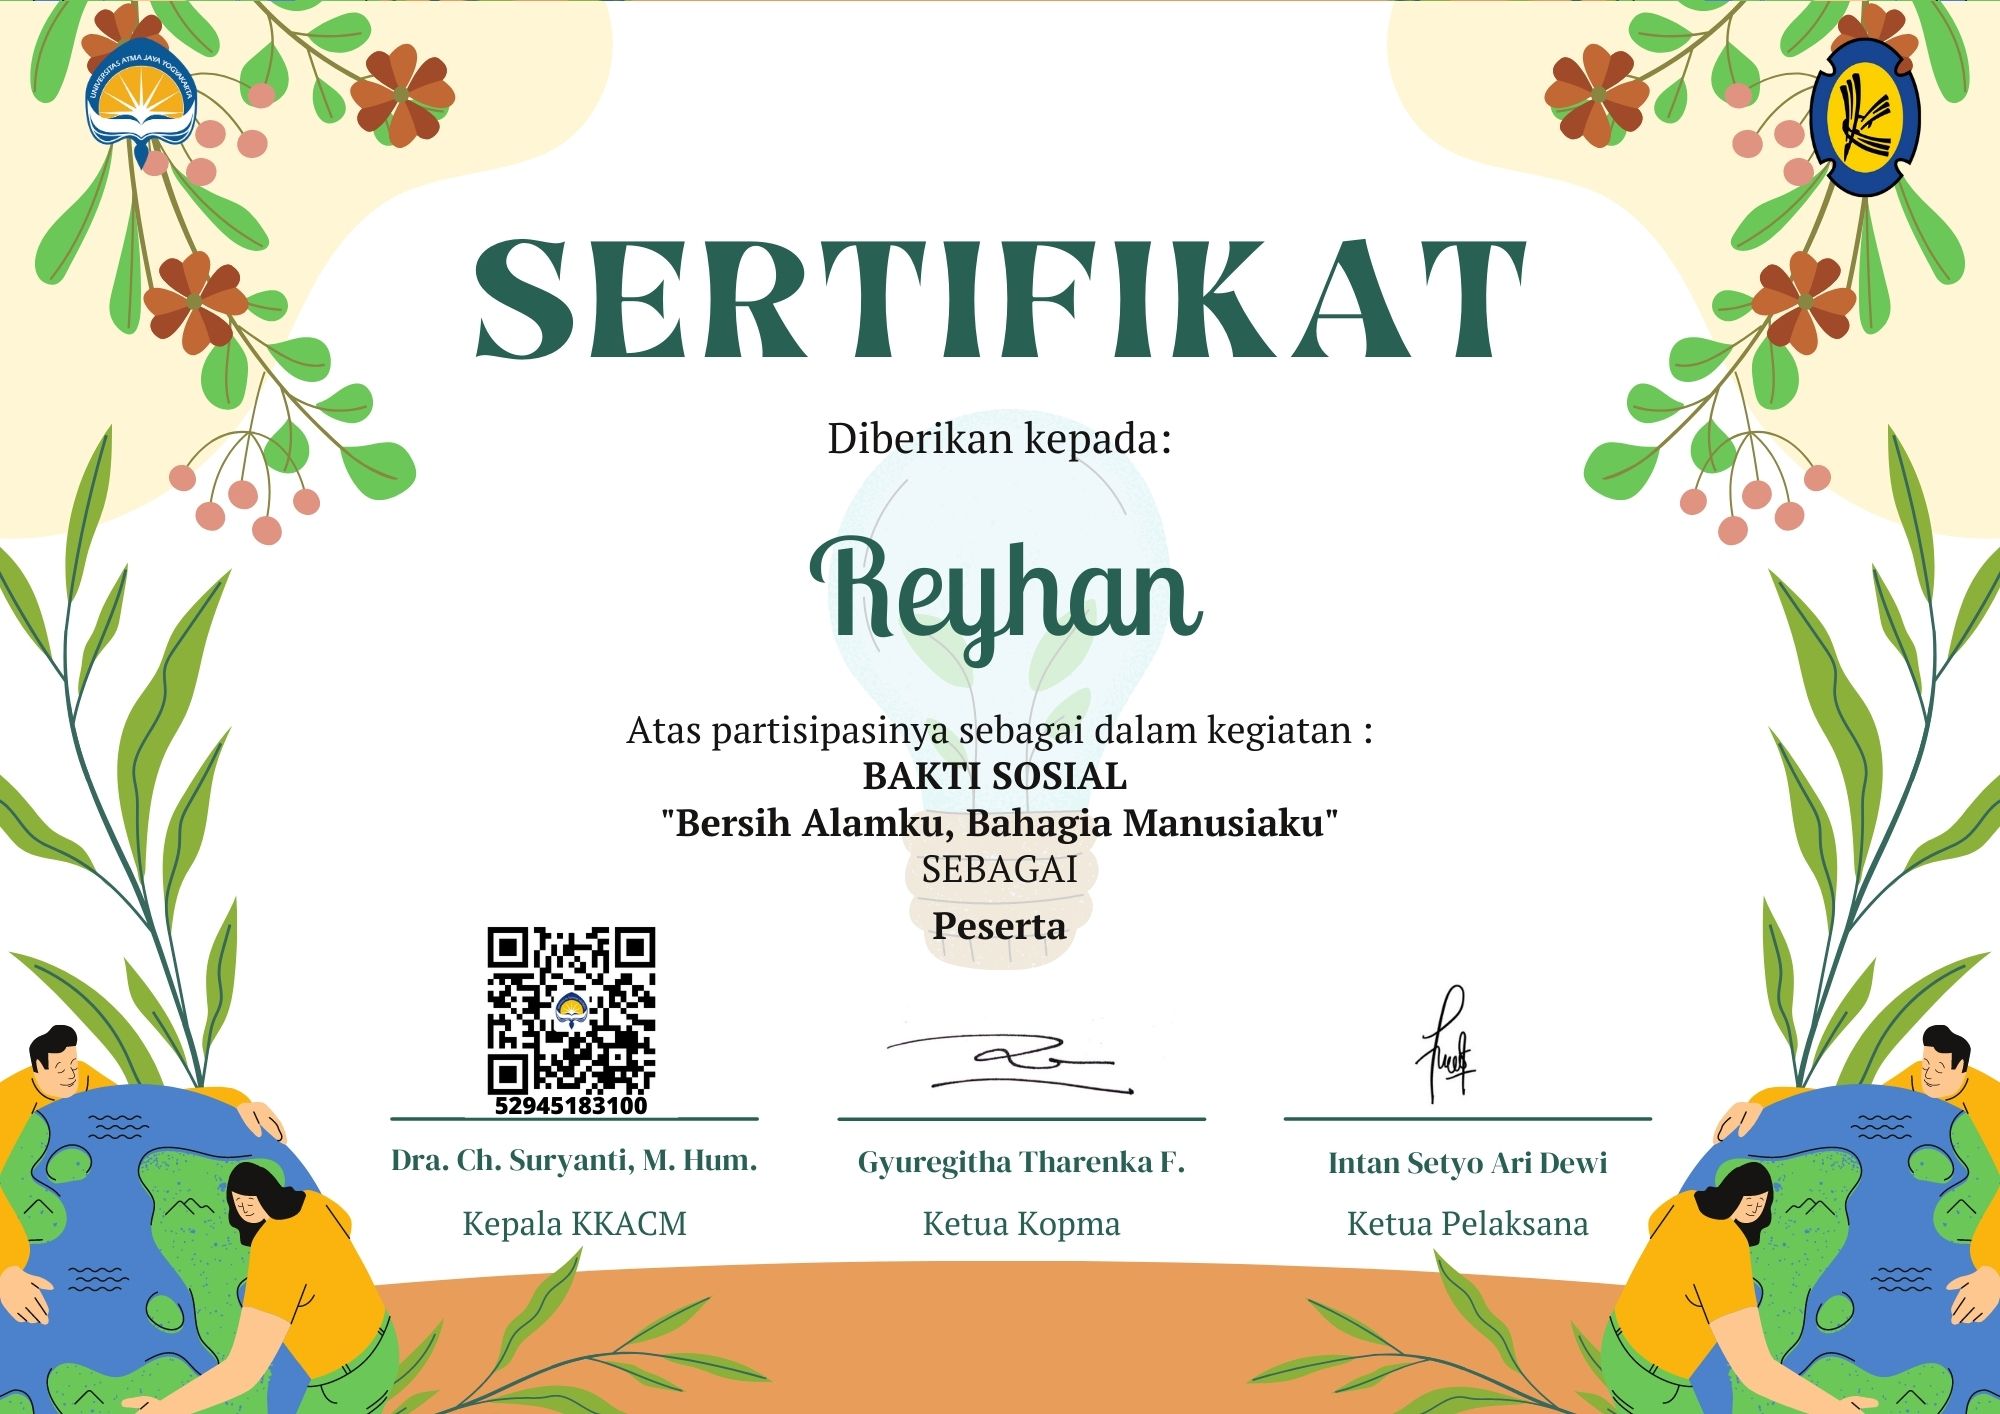 UNIVERSITAS ATMA JAYA YOGYAKARTA
SERTIFIKAT
Diberikan kepada:
Reyhan
Atas partisipasinya sebagai dalam kegiatan :
BAKTI SOSIAL
"Bersih Alamku, Bahagia Manusiaku"
SEBAGAI
Peserta
52945183100
Dra. Ch. Suryanti, M. Hum.
Gyuregitha Tharenka F.
Intan Setyo Ari Dewi
Kepala KKACM
Ketua Kopma
Ketua Pelaksana